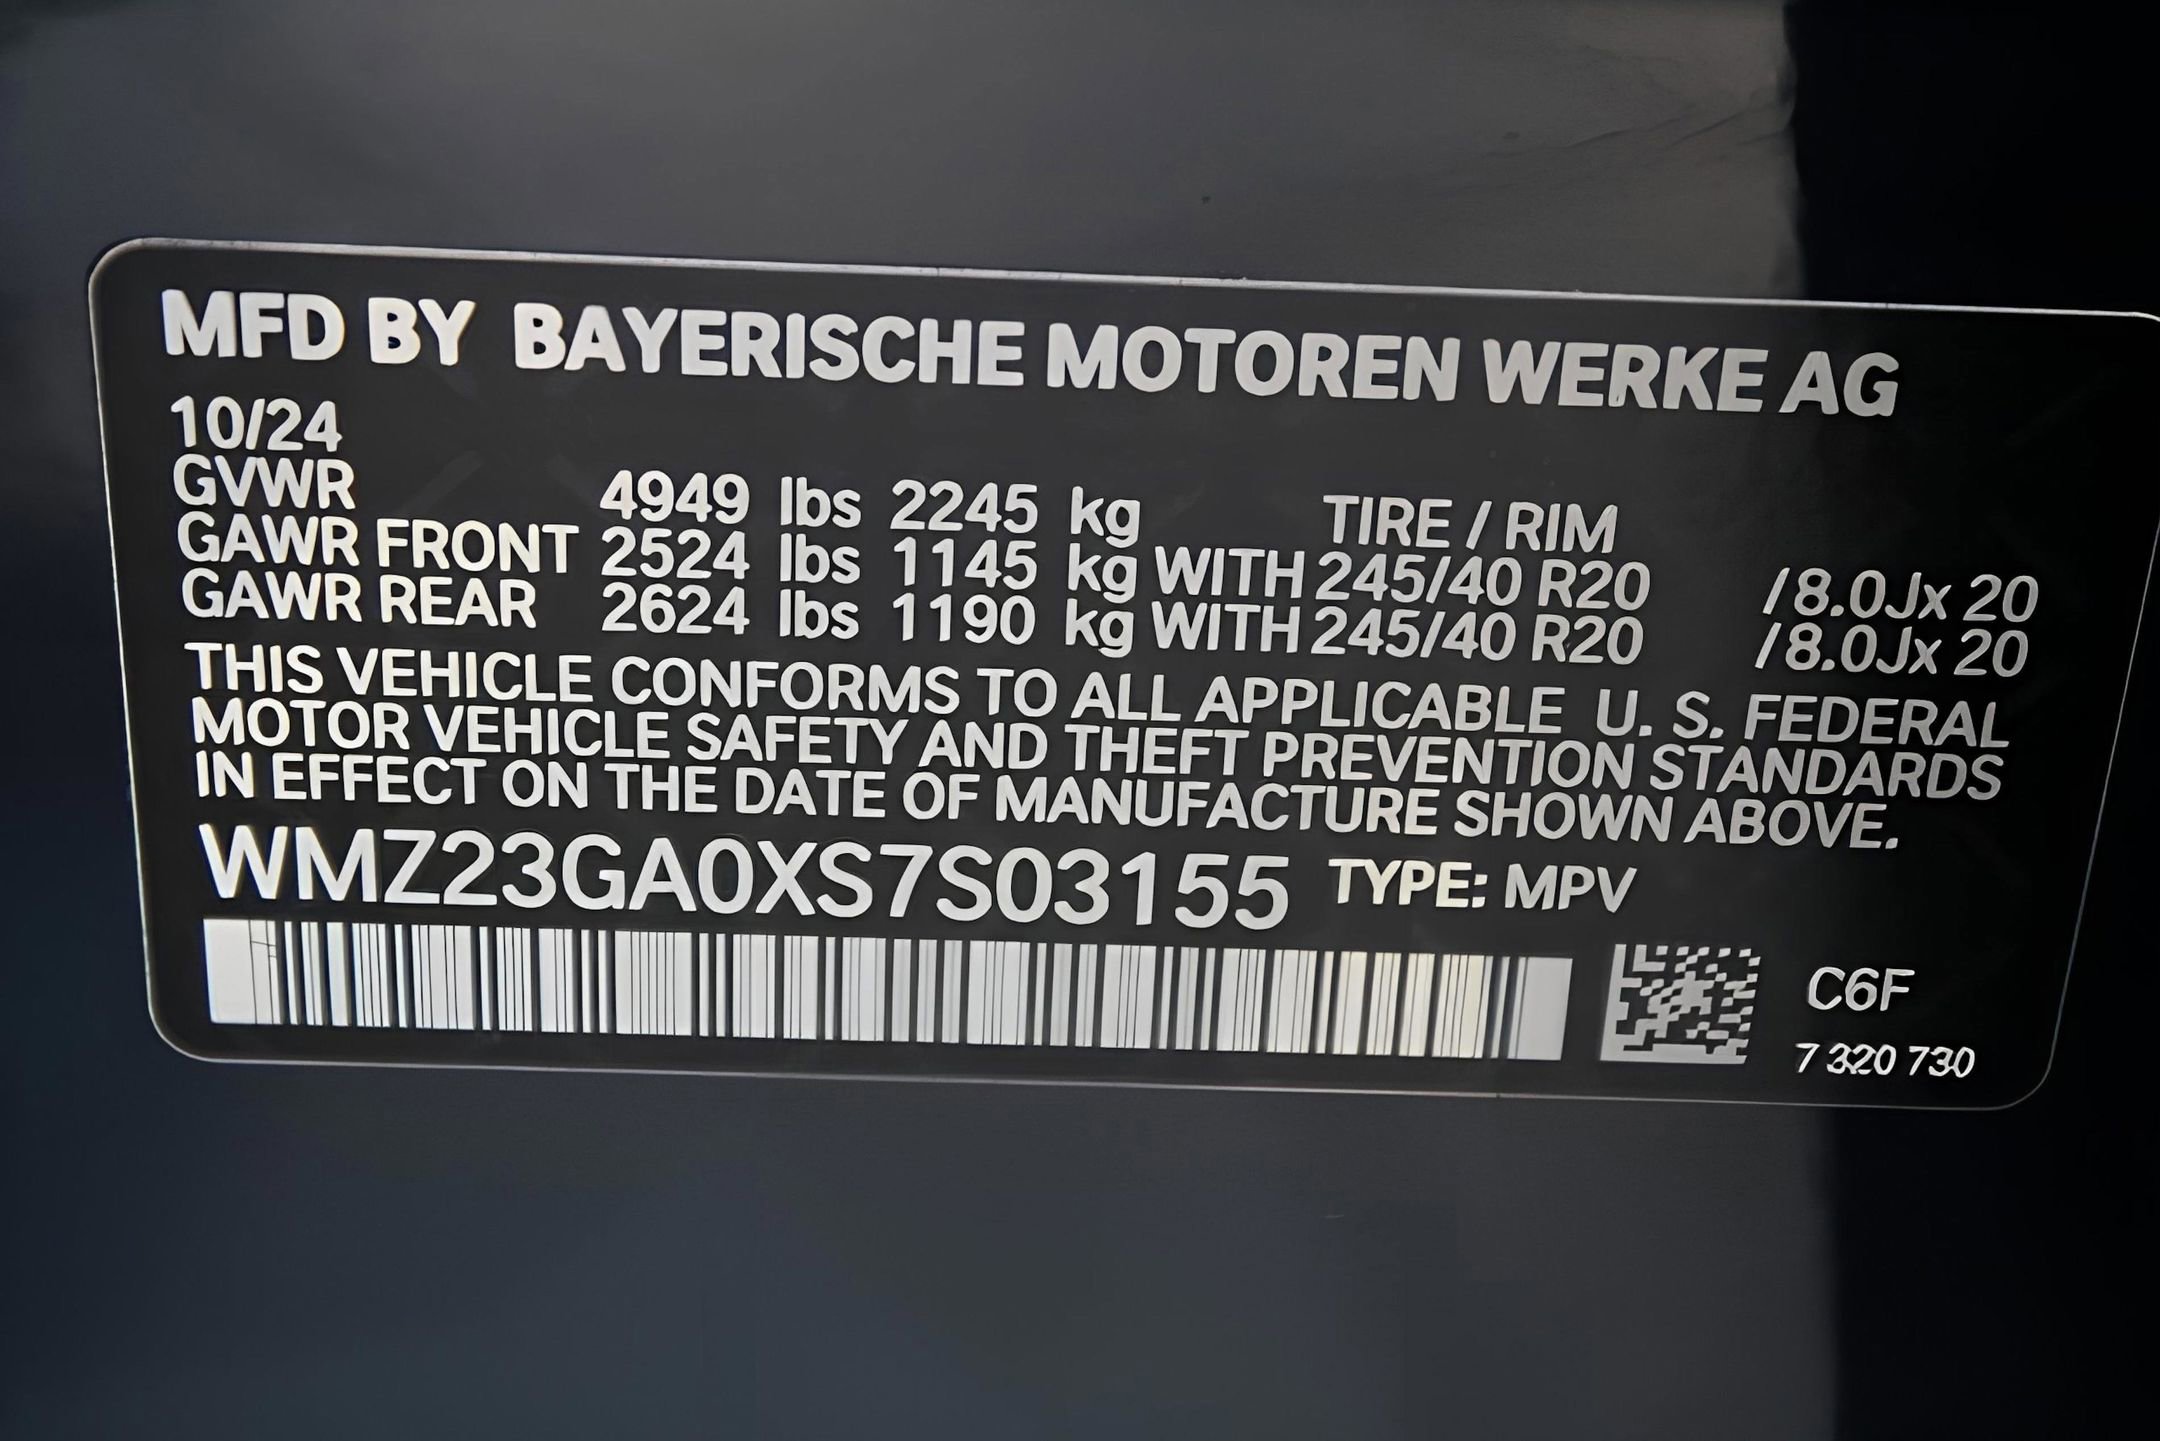 MFD BY BAYERISCHE MOTOREN WERKE AG
10/24
GVWR 4949 lbs 2245 kg TIRE / RIM
GAWR FRONT 2524 lbs 1145 kg WITH 245/40 R20 /8.0Jx 20
GAWR REAR 2624 lbs 1190 kg WITH 245/40 R20 /8.0Jx 20
THIS VEHICLE CONFORMS TO ALL APPLICABLE U. S. FEDERAL
MOTOR VEHICLE SAFETY AND THEFT PREVENTION STANDARDS
IN EFFECT ON THE DATE OF MANUFACTURE SHOWN ABOVE.
WMZ23GA0XS7S03155 TYPE: MPV
C6F
7 320 730